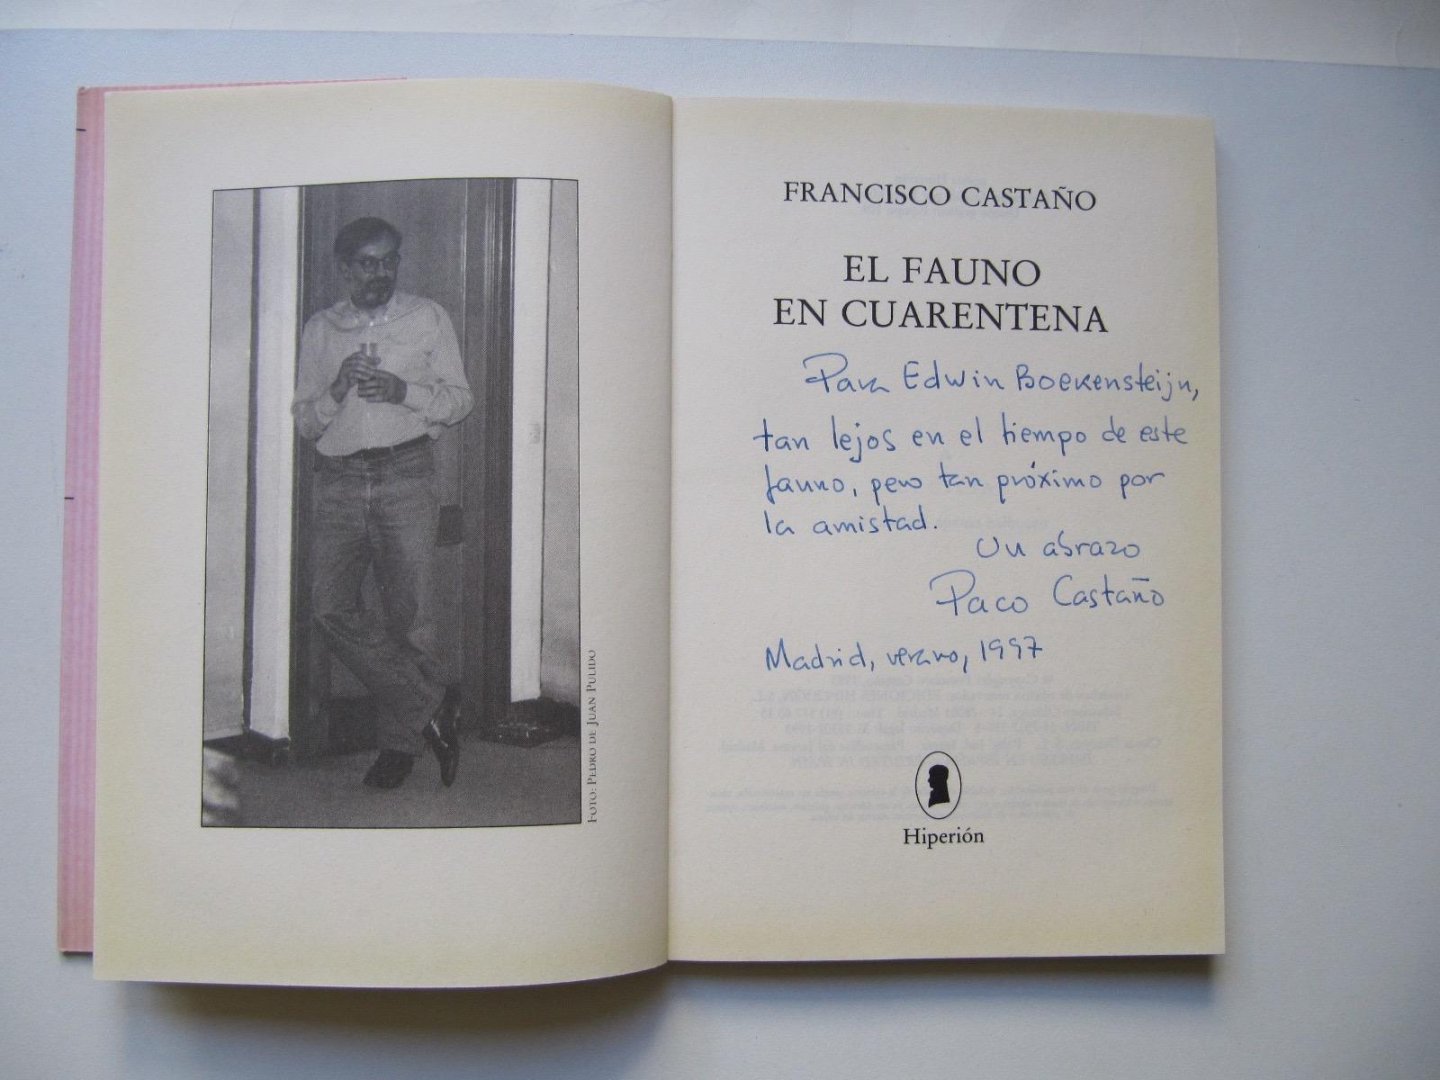 FOTO: PEDRO DE JUAN PULIDO
FRANCISCO CASTAÑO
EL FAUNO
EN CUARENTENA
Para Edwin Boekensteijn,
tan lejos en el tiempo de este
fauno, pero tan próximo por
la amistad.
Un abrazo
Paco Castaño
Madrid, verano, 1997
Hiperión